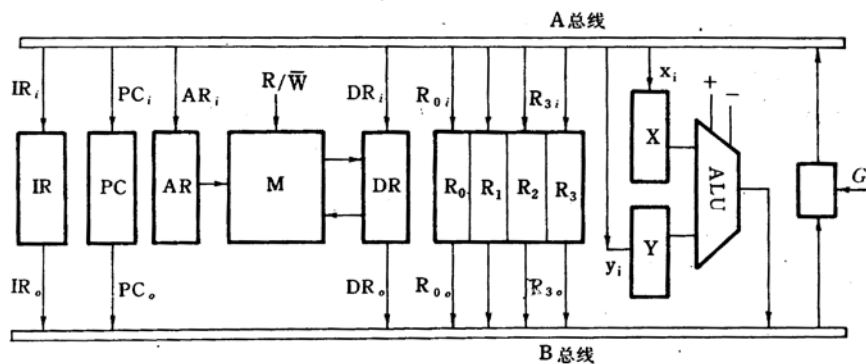 A总线
IRᵢ
PCᵢ
ARᵢ
R/W̅
DRᵢ
R₀ᵢ
R₃ᵢ
xᵢ
+
−
G
IR
PC
AR
M
DR
R₀
R₁
R₂
R₃
X
Y
ALU
yᵢ
IRₒ
PCₒ
DRₒ
R₀ₒ
R₃ₒ
B总线